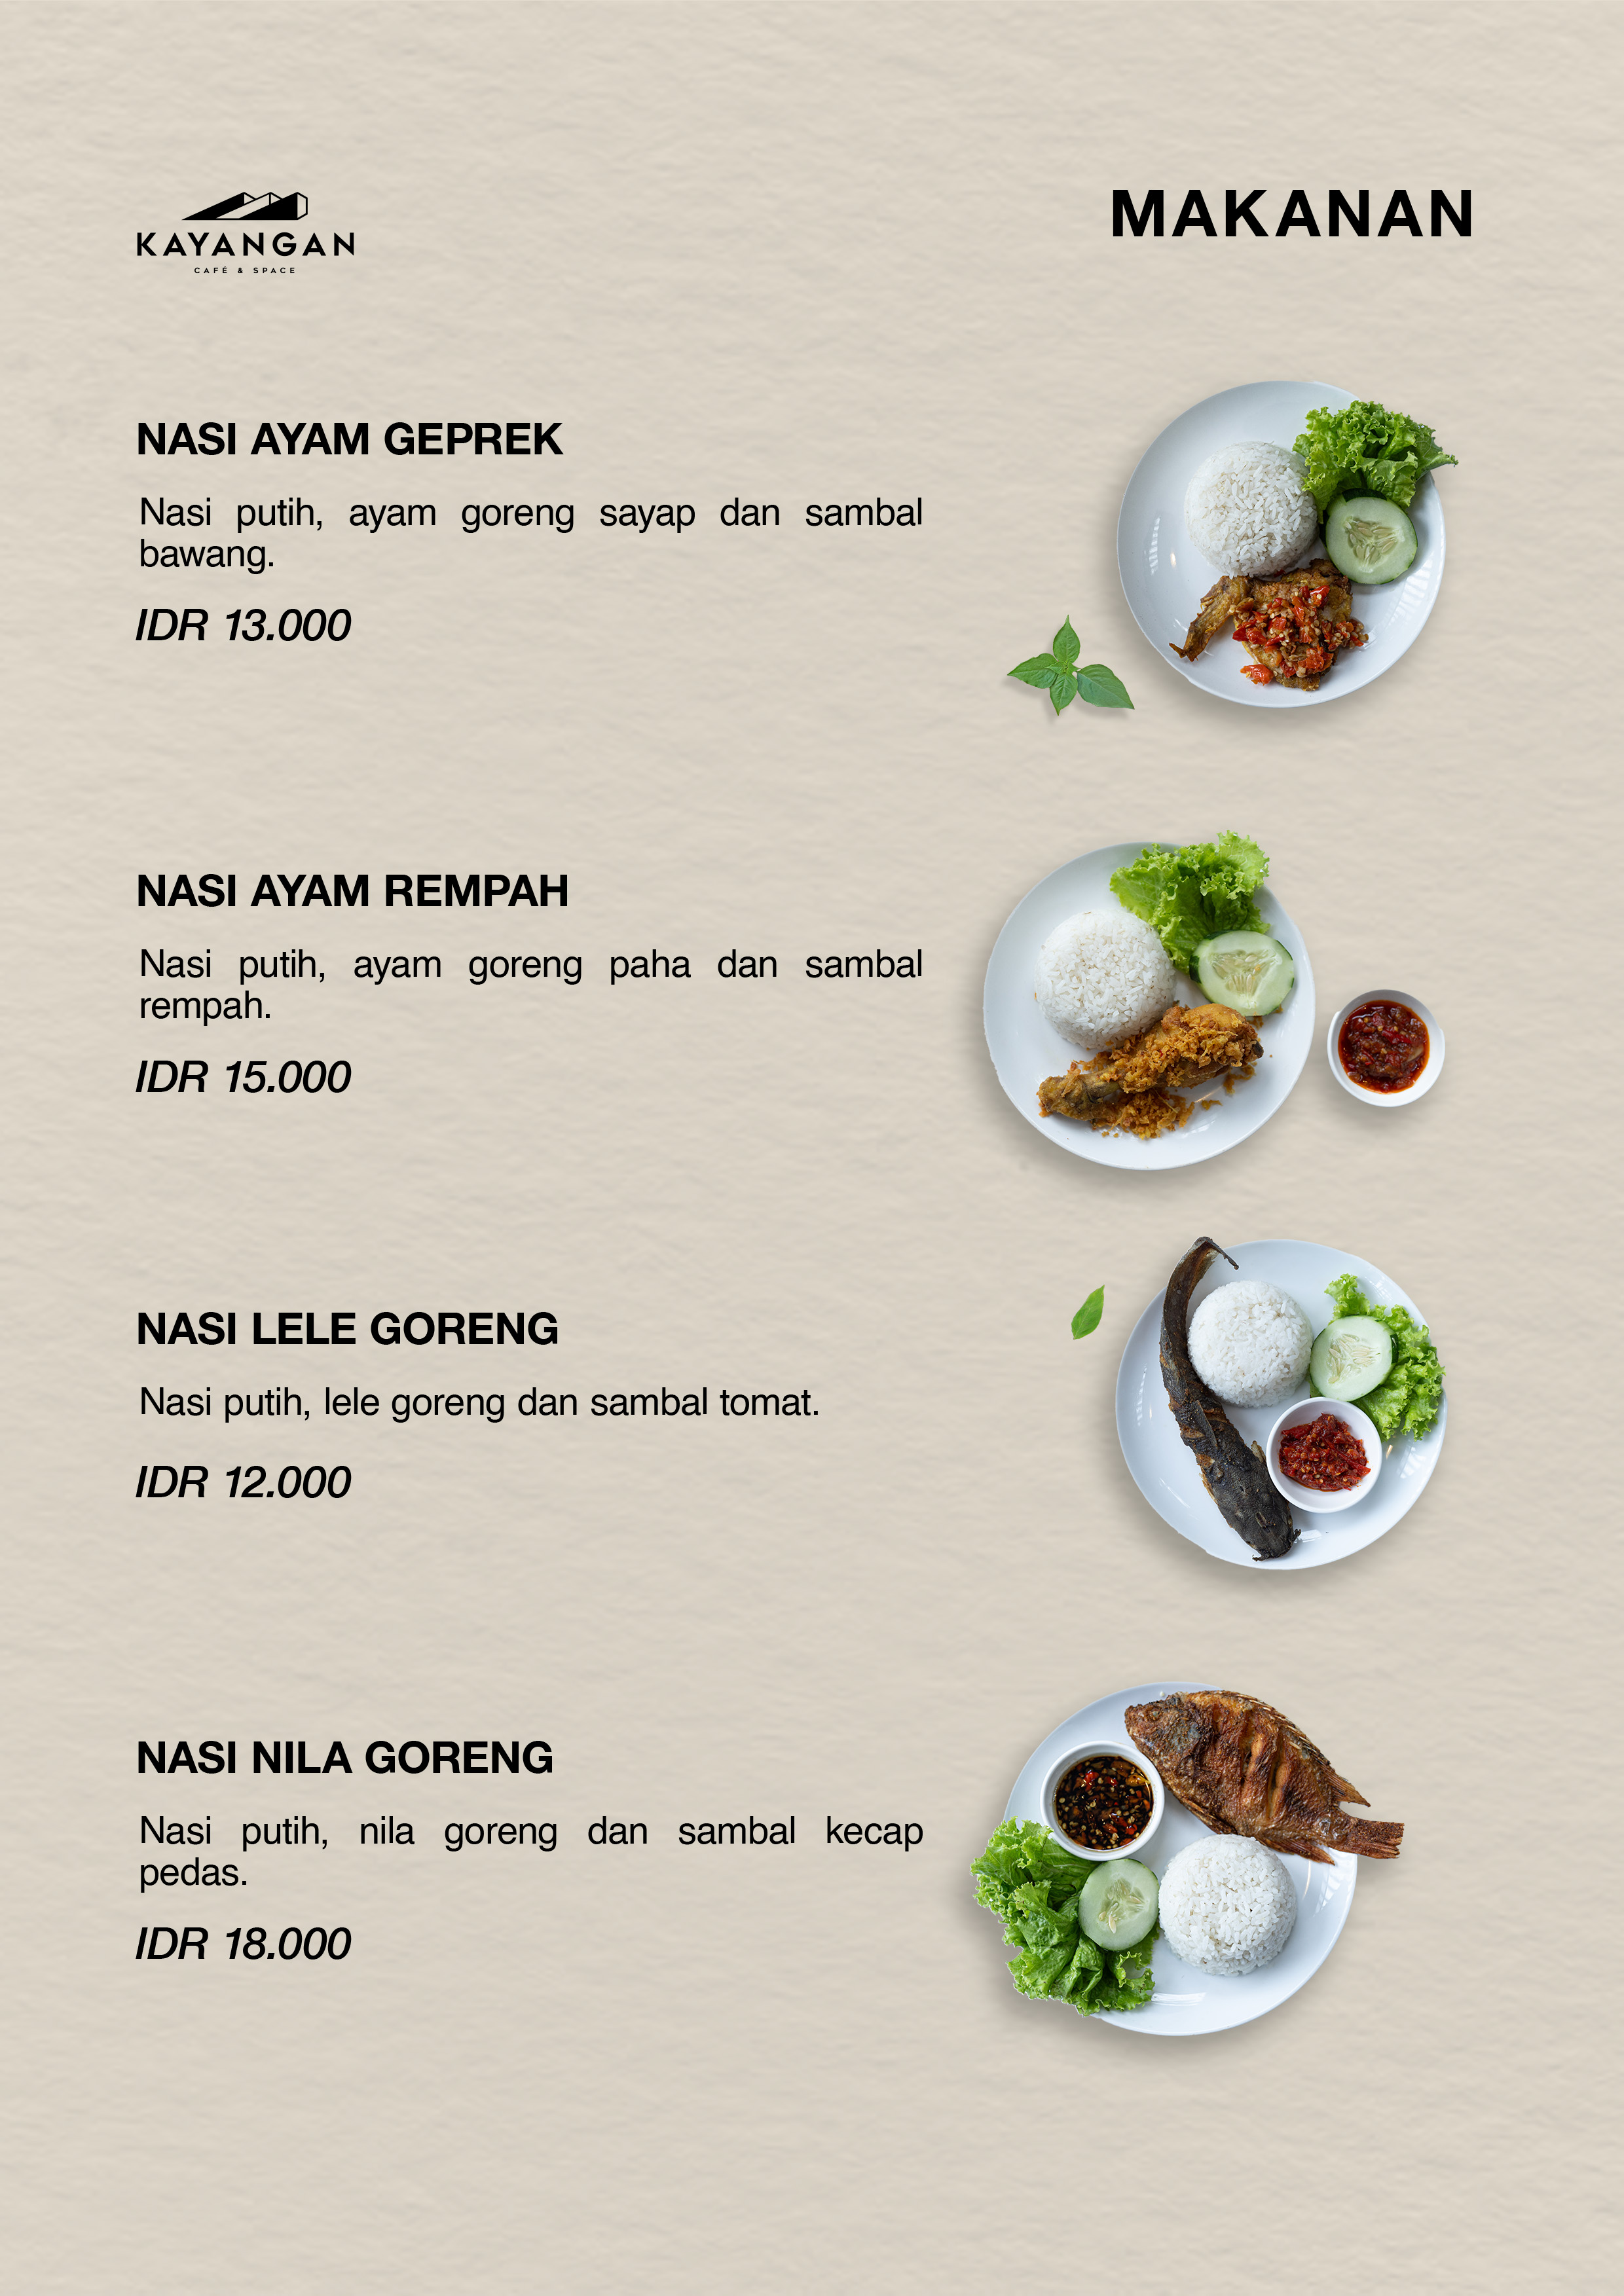 KAYANGAN
CAFÉ & SPACE
MAKANAN
NASI AYAM GEPREK
Nasi putih, ayam goreng sayap dan sambal
bawang.
IDR 13.000
NASI AYAM REMPAH
Nasi putih, ayam goreng paha dan sambal
rempah.
IDR 15.000
NASI LELE GORENG
Nasi putih, lele goreng dan sambal tomat.
IDR 12.000
NASI NILA GORENG
Nasi putih, nila goreng dan sambal kecap
pedas.
IDR 18.000